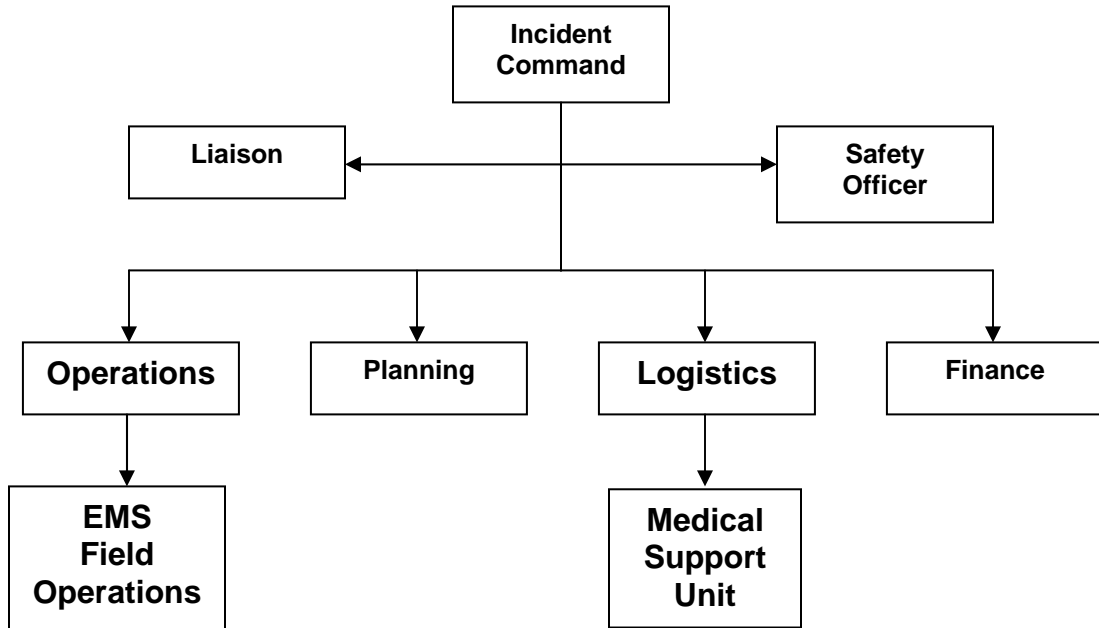 Incident
Command
Liaison
Safety
Officer
Operations
Planning
Logistics
Finance
EMS
Field
Operations
Medical
Support
Unit